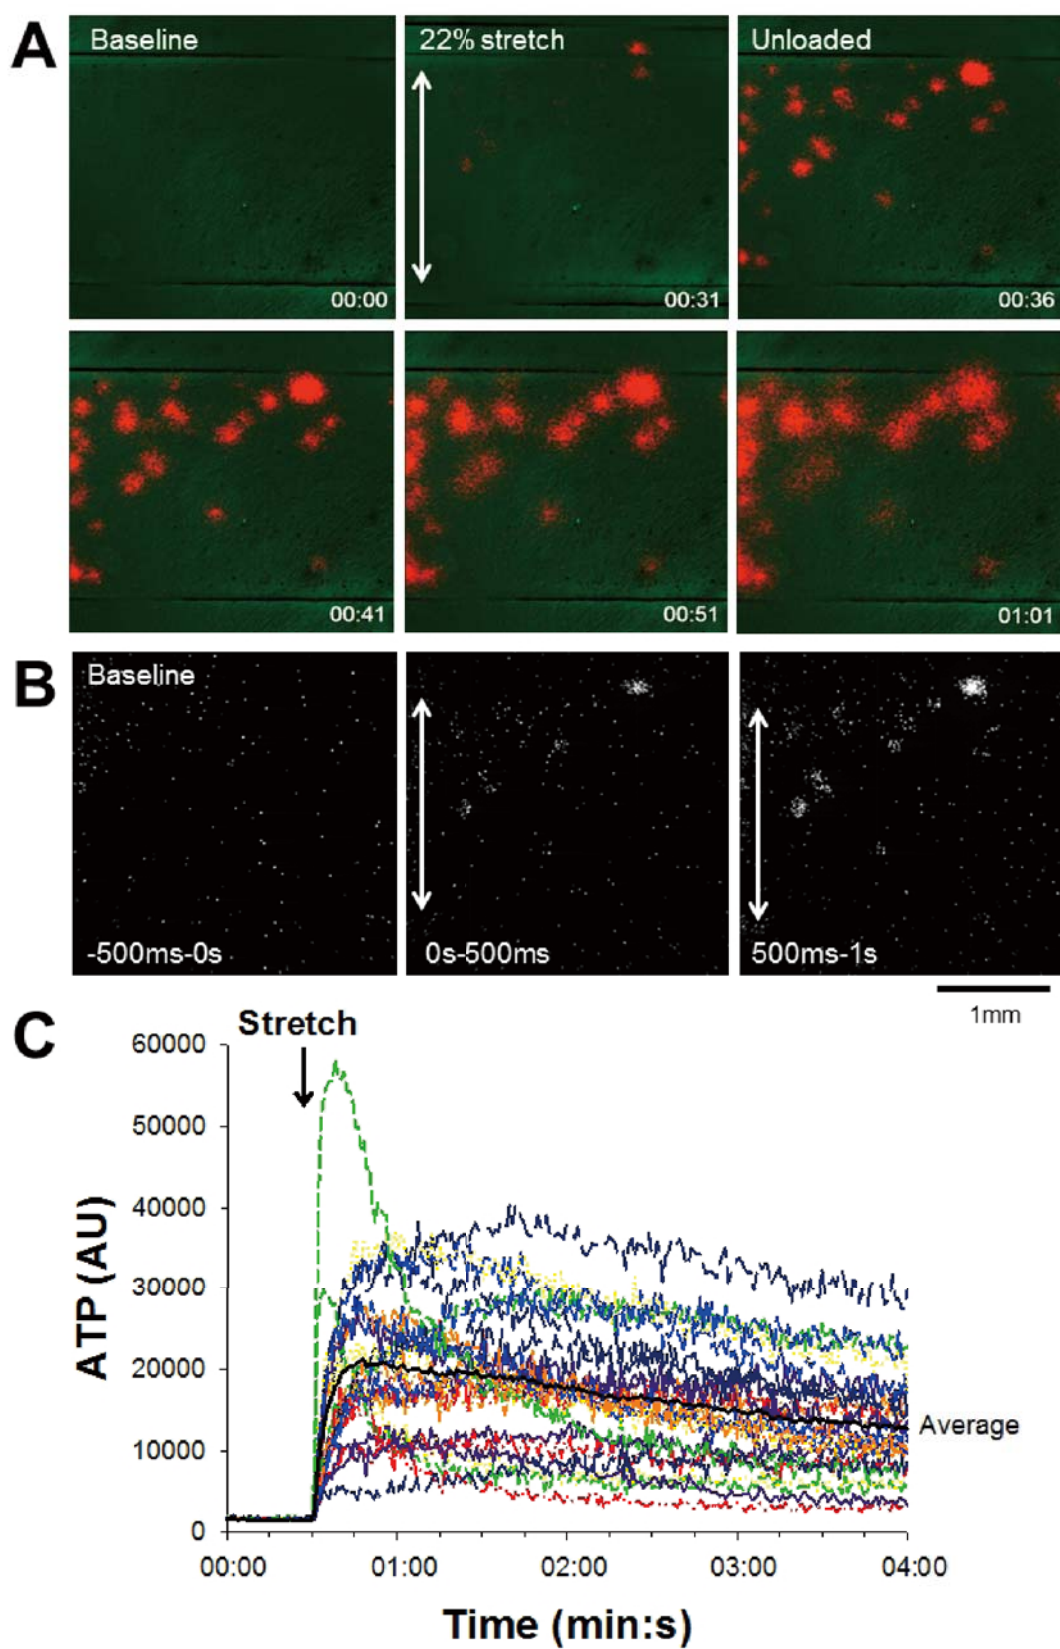 A
Baseline
22% stretch
Unloaded
00:00
00:31
00:36
00:41
00:51
01:01
B
Baseline
-500ms-0s
0s-500ms
500ms-1s
1mm
C
Stretch
60000
50000
40000
30000
20000
10000
0
ATP (AU)
Average
00:00
01:00
02:00
03:00
04:00
Time (min:s)